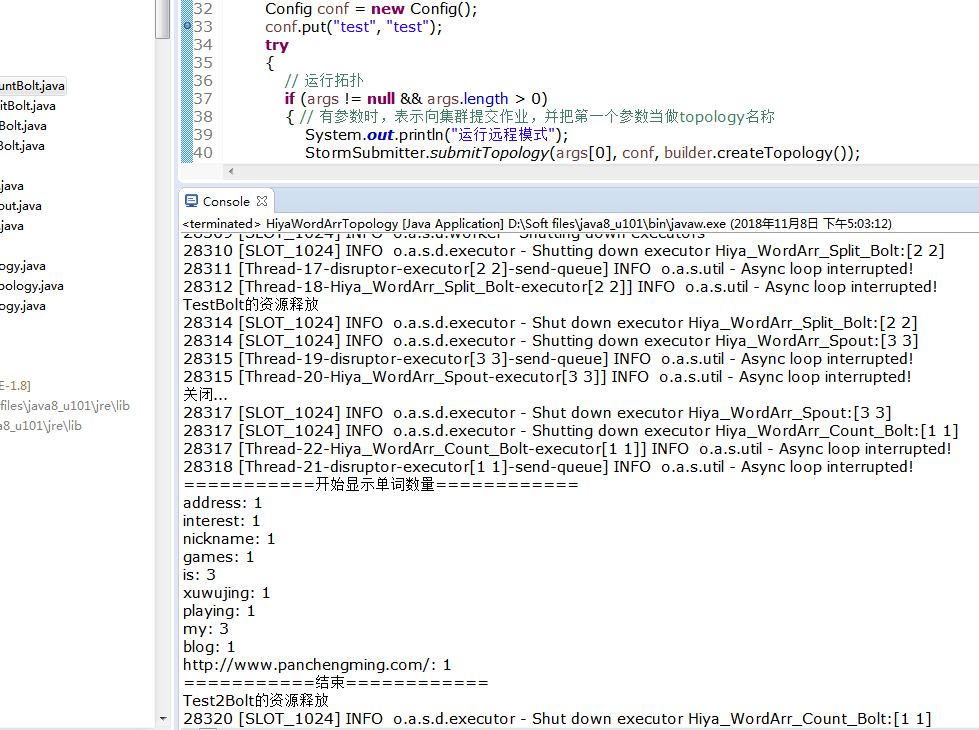 32 Config conf = new Config();
33 conf.put("test", "test");
34 try
35 {
36 // 运行拓扑
37 if (args != null && args.length > 0)
38 { // 有参数时，表示向集群提交作业，并把第一个参数当做topology名称
39 System.out.println("运行远程模式");
40 StormSubmitter.submitTopology(args[0], conf, builder.createTopology());
untBolt.java
itBolt.java
Bolt.java
Bolt.java
.java
out.java
.java
ogy.java
pology.java
ogy.java
E-1.8]
files\java8_u101\jre\lib
a8_u101\jre\lib
Console
<terminated> HiyaWordArrTopology [Java Application] D:\Soft files\java8_u101\bin\javaw.exe (2018年11月8日 下午5:03:12)
28309 [SLOT_1024] INFO o.a.s.d.worker - Shutting down executors
28310 [SLOT_1024] INFO o.a.s.d.executor - Shutting down executor Hiya_WordArr_Split_Bolt:[2 2]
28311 [Thread-17-disruptor-executor[2 2]-send-queue] INFO o.a.s.util - Async loop interrupted!
28312 [Thread-18-Hiya_WordArr_Split_Bolt-executor[2 2]] INFO o.a.s.util - Async loop interrupted!
TestBolt的资源释放
28314 [SLOT_1024] INFO o.a.s.d.executor - Shut down executor Hiya_WordArr_Split_Bolt:[2 2]
28314 [SLOT_1024] INFO o.a.s.d.executor - Shutting down executor Hiya_WordArr_Spout:[3 3]
28315 [Thread-19-disruptor-executor[3 3]-send-queue] INFO o.a.s.util - Async loop interrupted!
28315 [Thread-20-Hiya_WordArr_Spout-executor[3 3]] INFO o.a.s.util - Async loop interrupted!
关闭...
28317 [SLOT_1024] INFO o.a.s.d.executor - Shut down executor Hiya_WordArr_Spout:[3 3]
28317 [SLOT_1024] INFO o.a.s.d.executor - Shutting down executor Hiya_WordArr_Count_Bolt:[1 1]
28317 [Thread-22-Hiya_WordArr_Count_Bolt-executor[1 1]] INFO o.a.s.util - Async loop interrupted!
28318 [Thread-21-disruptor-executor[1 1]-send-queue] INFO o.a.s.util - Async loop interrupted!
===========开始显示单词数量============
address: 1
interest: 1
nickname: 1
games: 1
is: 3
xuwujing: 1
playing: 1
my: 3
blog: 1
http://www.panchengming.com/: 1
===========结束============
Test2Bolt的资源释放
28320 [SLOT_1024] INFO o.a.s.d.executor - Shut down executor Hiya_WordArr_Count_Bolt:[1 1]